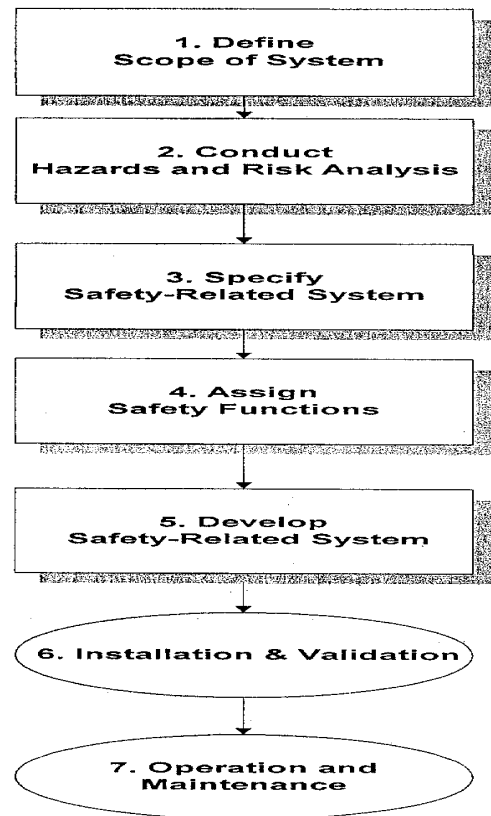 1. Define
Scope of System
2. Conduct
Hazards and Risk Analysis
3. Specify
Safety-Related System
4. Assign
Safety Functions
5. Develop
Safety-Related System
6. Installation & Validation
7. Operation and
Maintenance